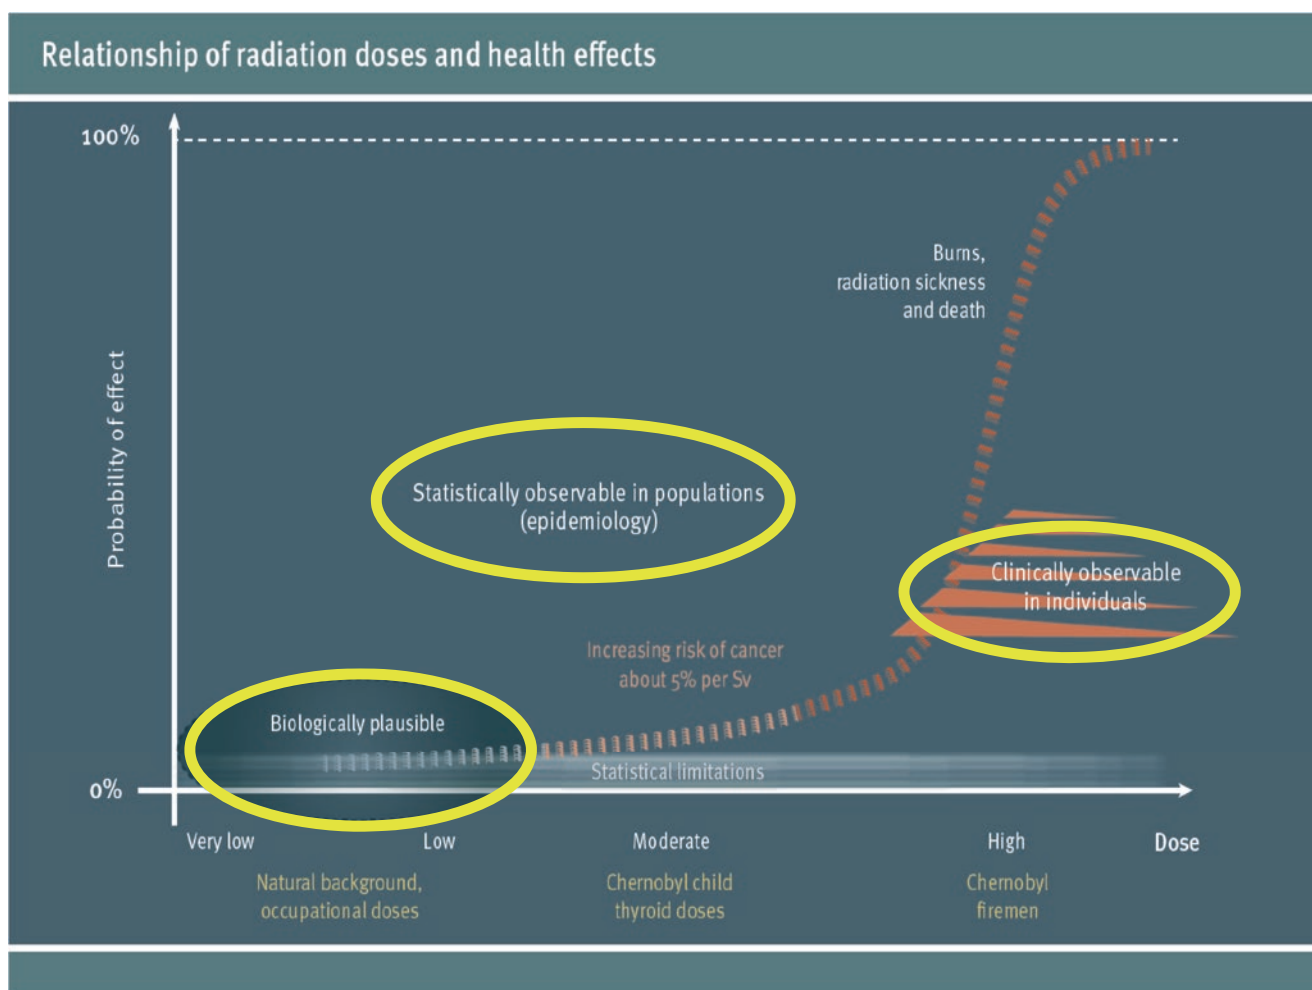 Relationship of radiation doses and health effects
100%
Burns,
radiation sickness
and death
Probability of effect
Statistically observable in populations
(epidemiology)
Clinically observable
in individuals
Increasing risk of cancer
about 5% per Sv
Biologically plausible
Statistical limitations
0%
Very low
Low
Moderate
High
Dose
Natural background,
occupational doses
Chernobyl child
thyroid doses
Chernobyl
firemen